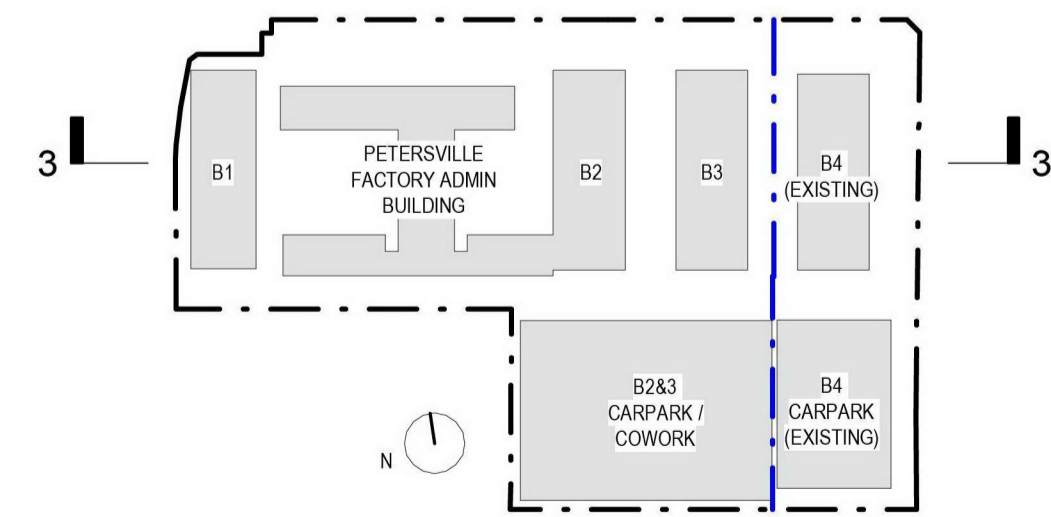 3
B1
PETERSVILLE
FACTORY ADMIN
BUILDING
B2
B3
B4
(EXISTING)
3
B2&3
CARPARK /
COWORK
B4
CARPARK
(EXISTING)
N